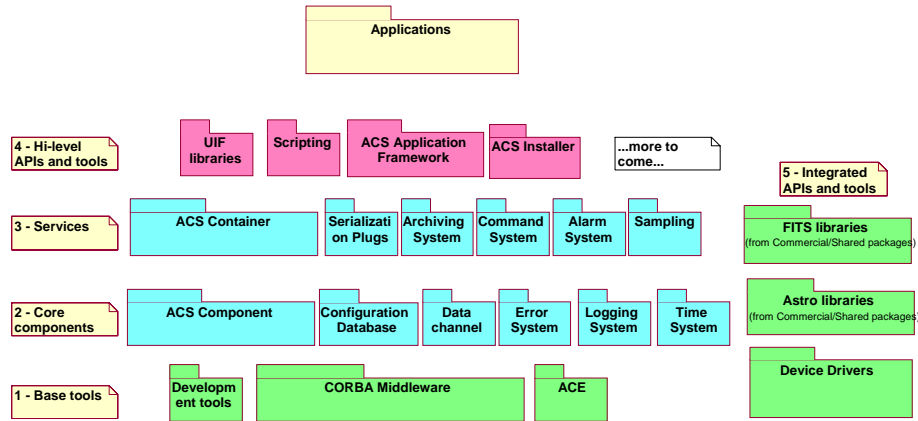 Applications
4 - Hi-level
APIs and tools
UIF
libraries
Scripting
ACS Application
Framework
ACS Installer
...more to
come...
5 - Integrated
APIs and tools
3 - Services
ACS Container
Serializati
on Plugs
Archiving
System
Command
System
Alarm
System
Sampling
FITS libraries
(from Commercial/Shared packages)
2 - Core
components
ACS Component
Configuration
Database
Data
channel
Error
System
Logging
System
Time
System
Astro libraries
(from Commercial/Shared packages)
1 - Base tools
Developm
ent tools
CORBA Middleware
ACE
Device Drivers